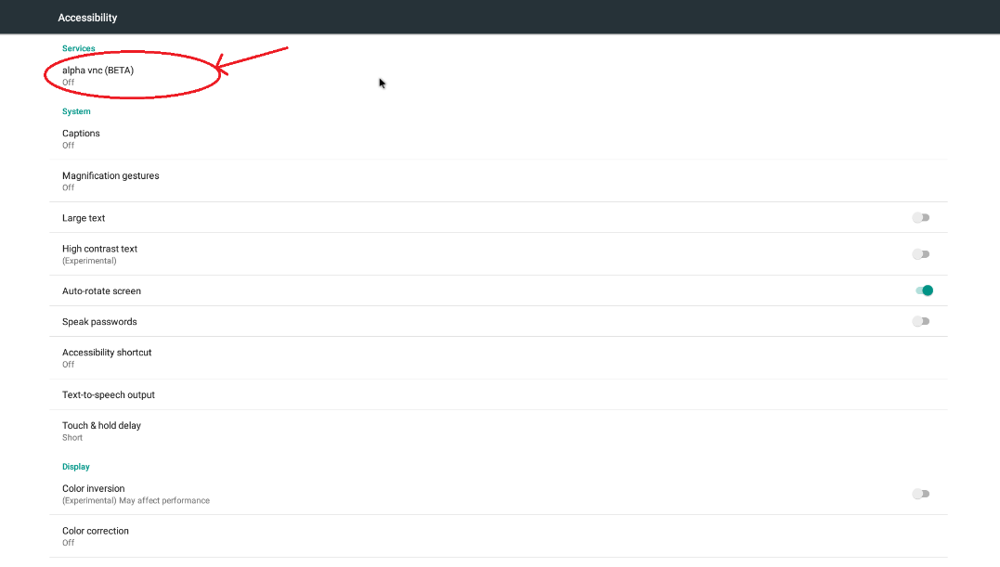 Accessibility
Services
alpha vnc (BETA)
Off
System
Captions
Off
Magnification gestures
Off
Large text
High contrast text
(Experimental)
Auto-rotate screen
Speak passwords
Accessibility shortcut
Off
Text-to-speech output
Touch & hold delay
Short
Display
Color inversion
(Experimental) May affect performance
Color correction
Off